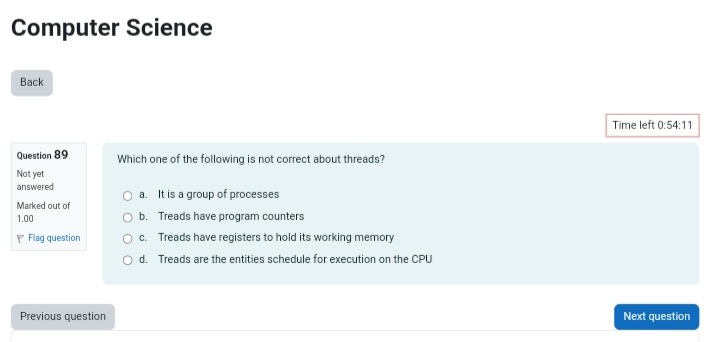 Computer Science
Back
Time left 0:54:11
Question 89
Not yet
answered
Marked out of
1.00
Flag question
Which one of the following is not correct about threads?
a. It is a group of processes
b. Treads have program counters
c. Treads have registers to hold its working memory
d. Treads are the entities schedule for execution on the CPU
Previous question
Next question